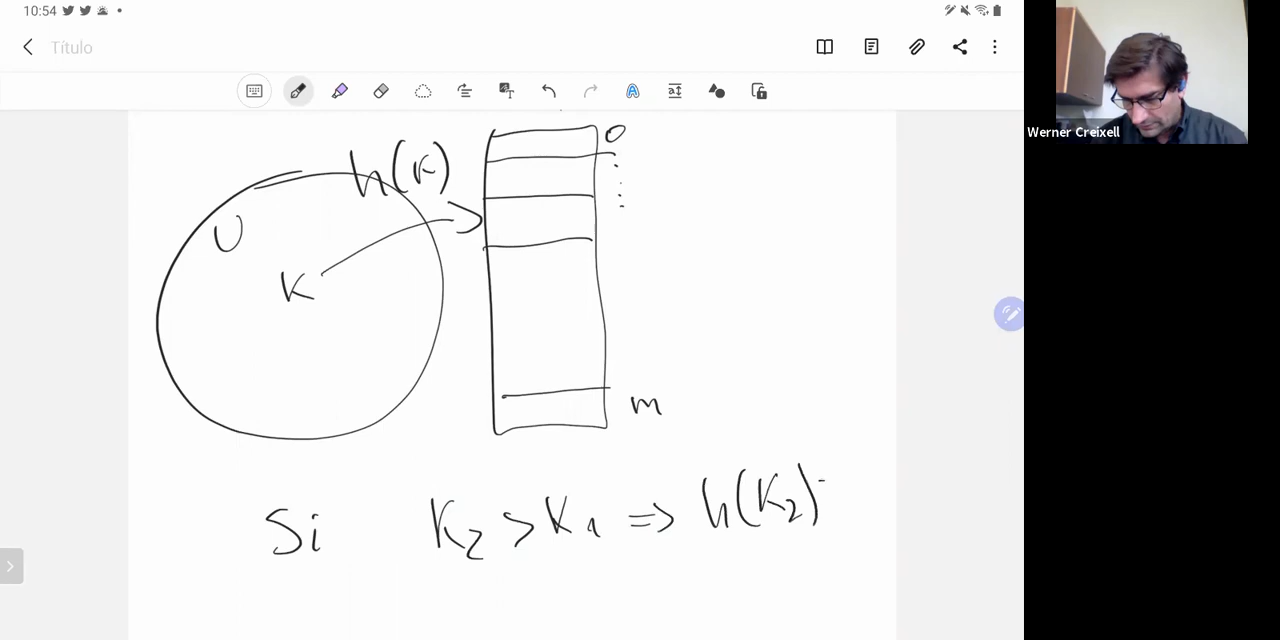 10:54
Título
h(K)
0
U
K
m
Si K₂ > K₁ => h(K₂)
Werner Creixell